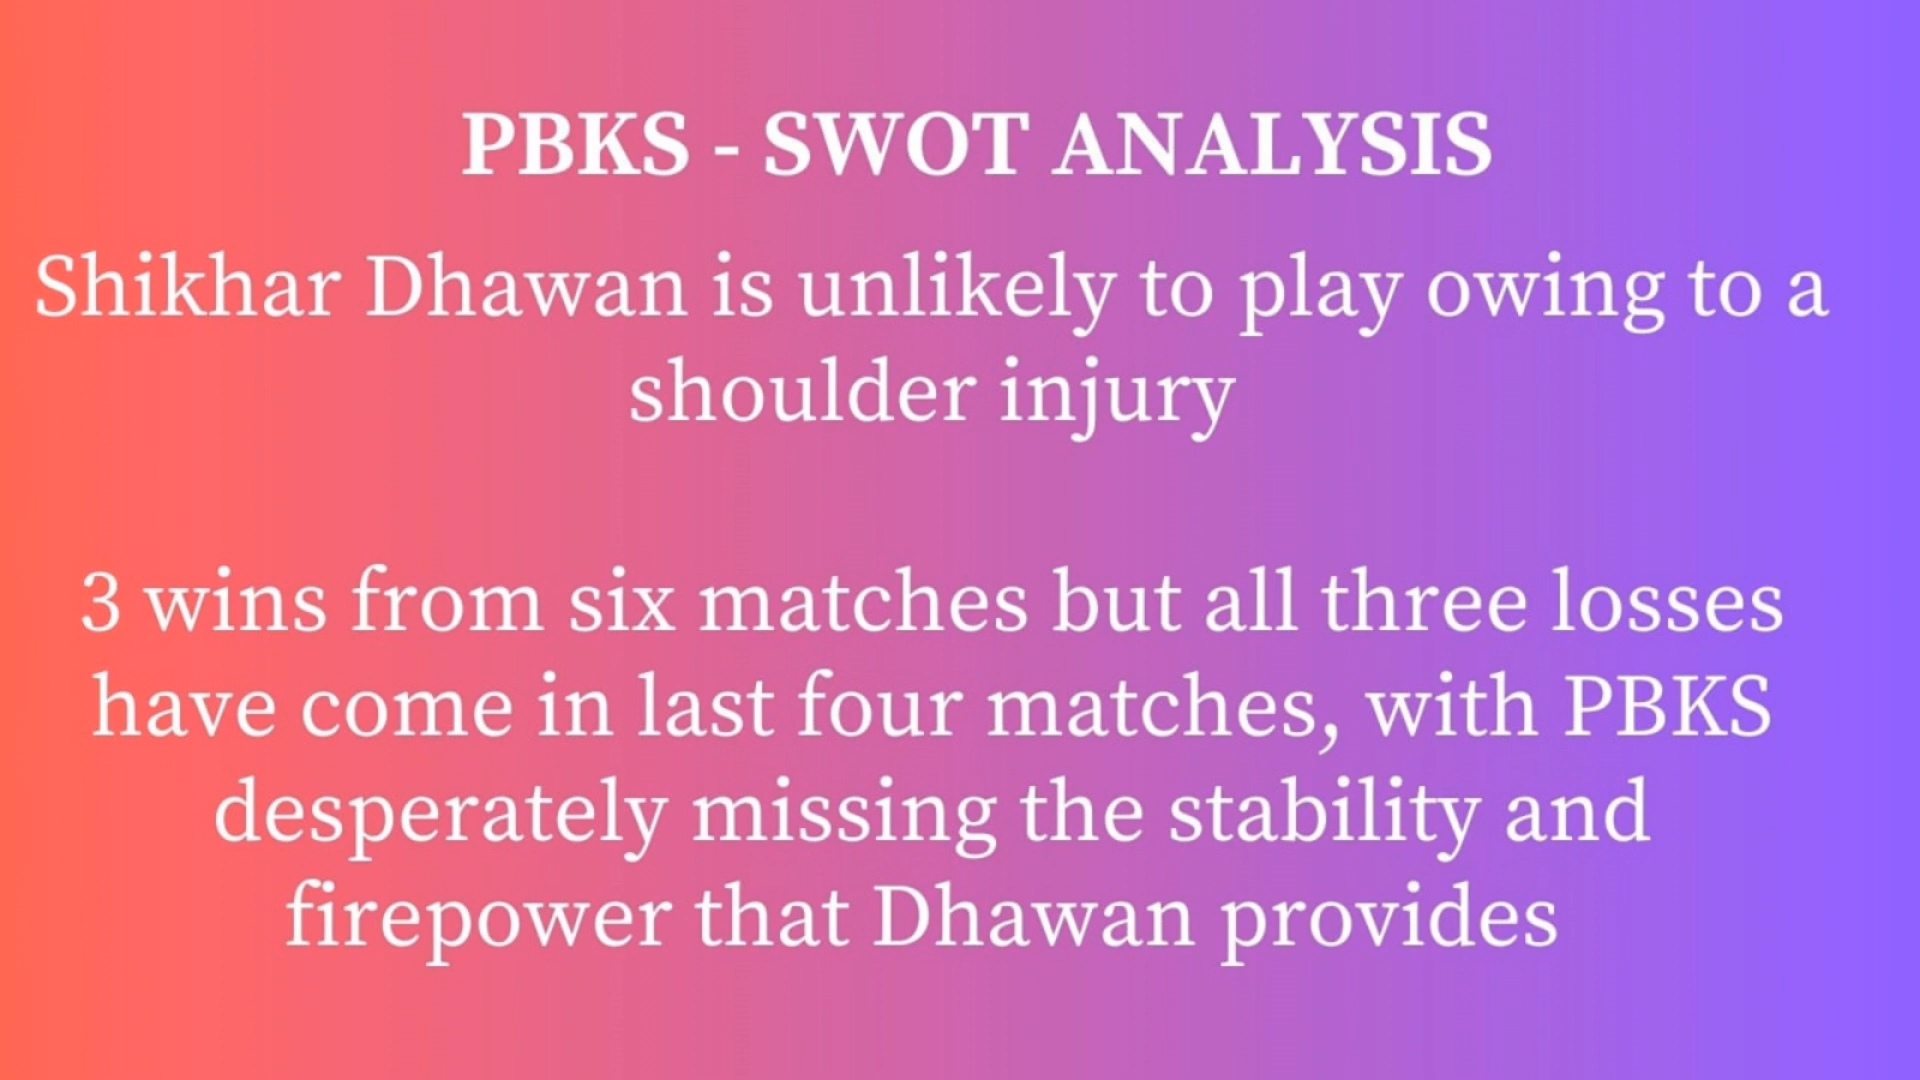 PBKS - SWOT ANALYSIS
Shikhar Dhawan is unlikely to play owing to a
shoulder injury
3 wins from six matches but all three losses
have come in last four matches, with PBKS
desperately missing the stability and
firepower that Dhawan provides